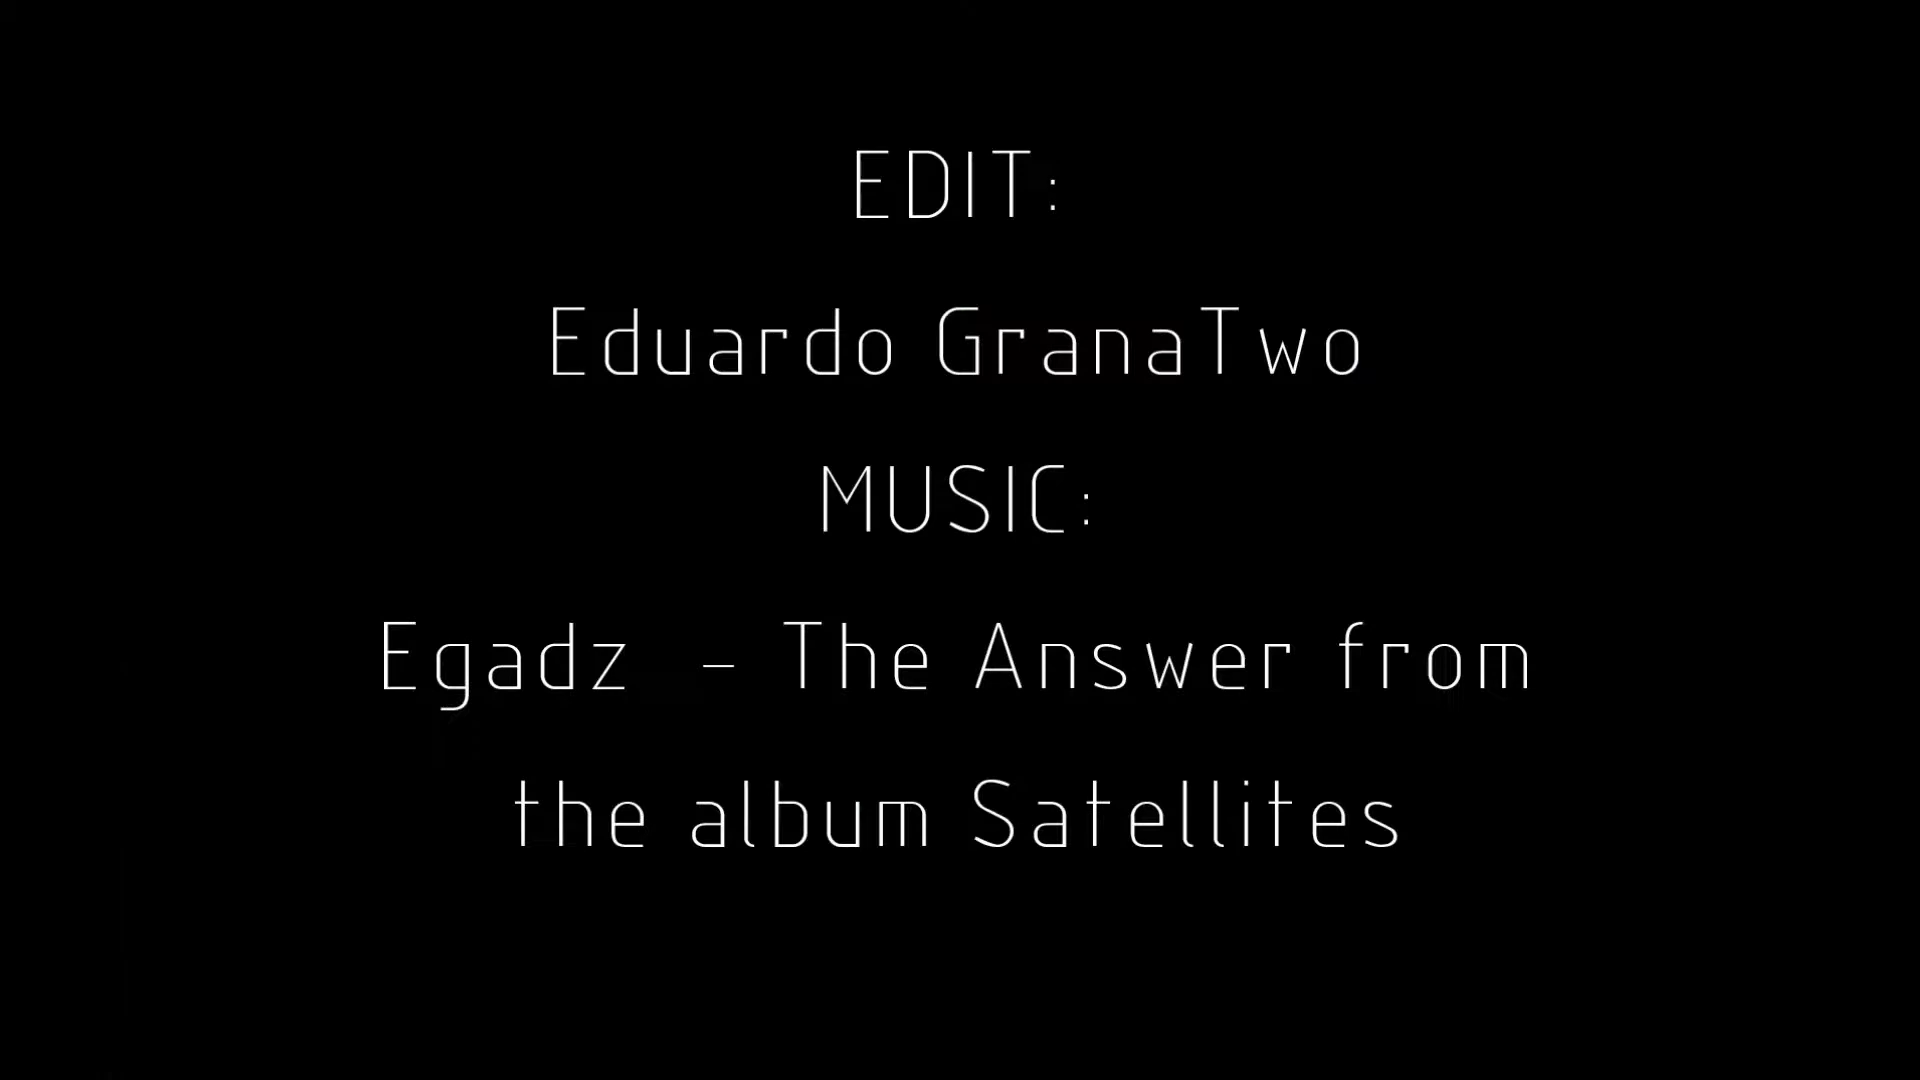 EDIT:
Eduardo GranaTwo
MUSIC:
Egadz - The Answer from
the album Satellites